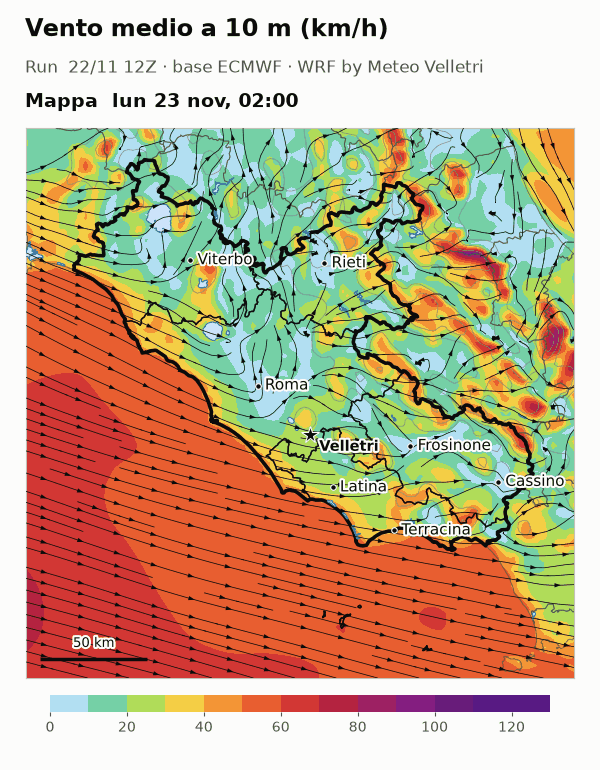 Vento medio a 10 m (km/h)
Run  22/11 12Z · base ECMWF · WRF by Meteo Velletri
Mappa  lun 23 nov, 02:00
Viterbo
Rieti
Roma
Velletri
Frosinone
Latina
Cassino
Terracina
50 km
0 20 40 60 80 100 120